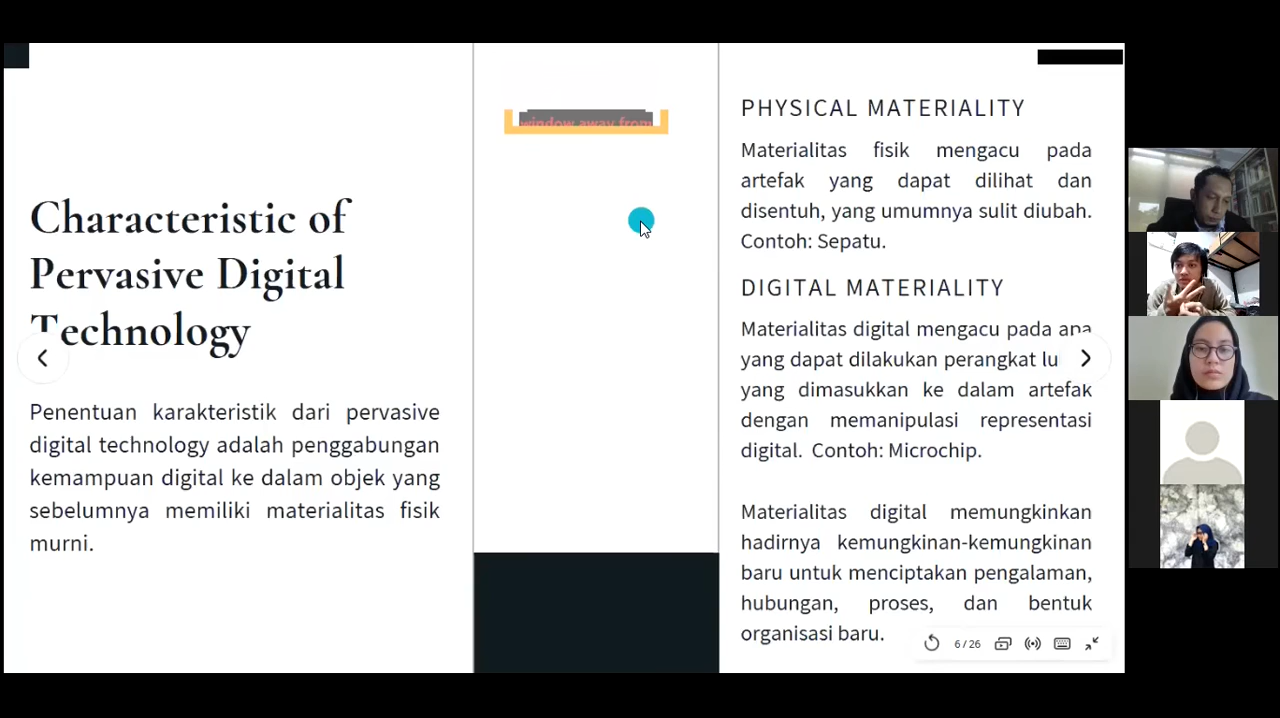 Characteristic of
Pervasive Digital
Technology
Penentuan karakteristik dari pervasive
digital technology adalah penggabungan
kemampuan digital ke dalam objek yang
sebelumnya memiliki materialitas fisik
murni.
window away from
PHYSICAL MATERIALITY
Materialitas fisik mengacu pada
artefak yang dapat dilihat dan
disentuh, yang umumnya sulit diubah.
Contoh: Sepatu.
DIGITAL MATERIALITY
Materialitas digital mengacu pada apa
yang dapat dilakukan perangkat lu
yang dimasukkan ke dalam artefak
dengan memanipulasi representasi
digital. Contoh: Microchip.
Materialitas digital memungkinkan
hadirnya kemungkinan-kemungkinan
baru untuk menciptakan pengalaman,
hubungan, proses, dan bentuk
organisasi baru.
6 / 26